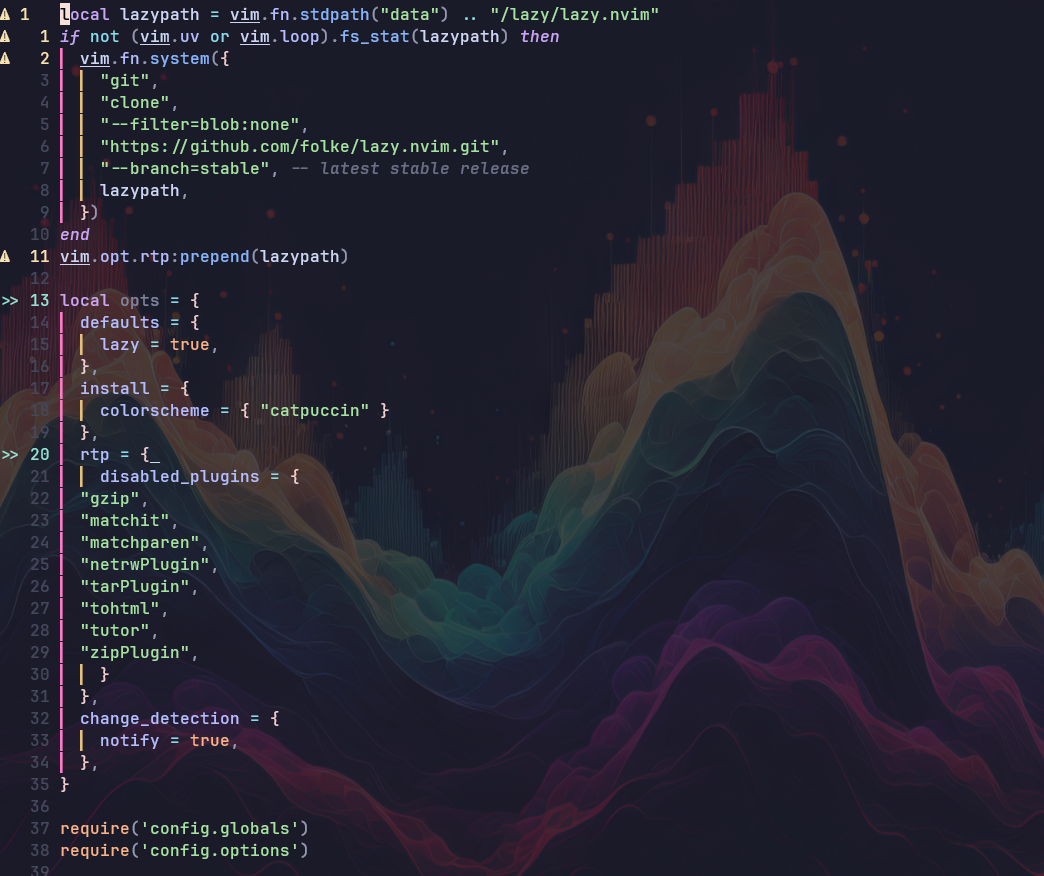 1 local lazypath = vim.fn.stdpath("data") .. "/lazy/lazy.nvim"
1 if not (vim.uv or vim.loop).fs_stat(lazypath) then
2 vim.fn.system({
3 "git",
4 "clone",
5 "--filter=blob:none",
6 "https://github.com/folke/lazy.nvim.git",
7 "--branch=stable", -- latest stable release
8 lazypath,
9 })
10 end
11 vim.opt.rtp:prepend(lazypath)
12
>> 13 local opts = {
14 defaults = {
15 lazy = true,
16 },
17 install = {
18 colorscheme = { "catpuccin" }
19 },
>> 20 rtp = {_
21 disabled_plugins = {
22 "gzip",
23 "matchit",
24 "matchparen",
25 "netrwPlugin",
26 "tarPlugin",
27 "tohtml",
28 "tutor",
29 "zipPlugin",
30 }
31 },
32 change_detection = {
33 notify = true,
34 },
35 }
36
37 require('config.globals')
38 require('config.options')
39